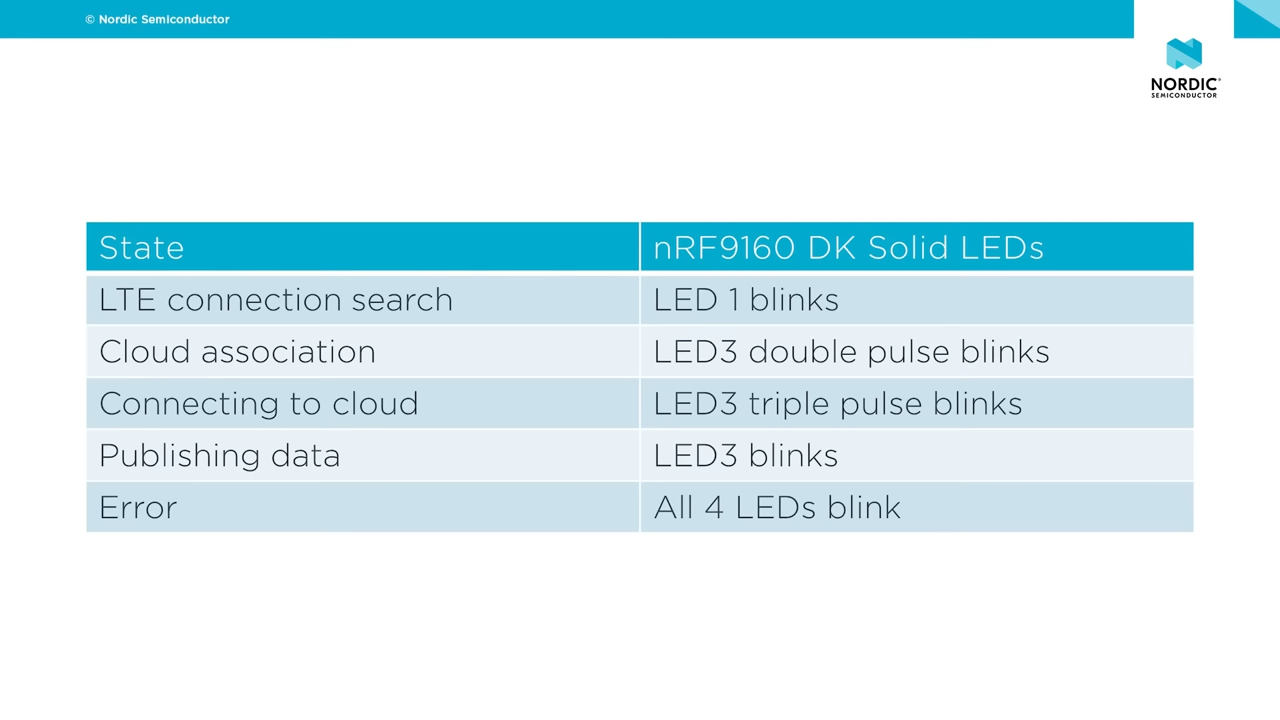 © Nordic Semiconductor
NORDIC®
SEMICONDUCTOR
State nRF9160 DK Solid LEDs
LTE connection search LED 1 blinks
Cloud association LED3 double pulse blinks
Connecting to cloud LED3 triple pulse blinks
Publishing data LED3 blinks
Error All 4 LEDs blink